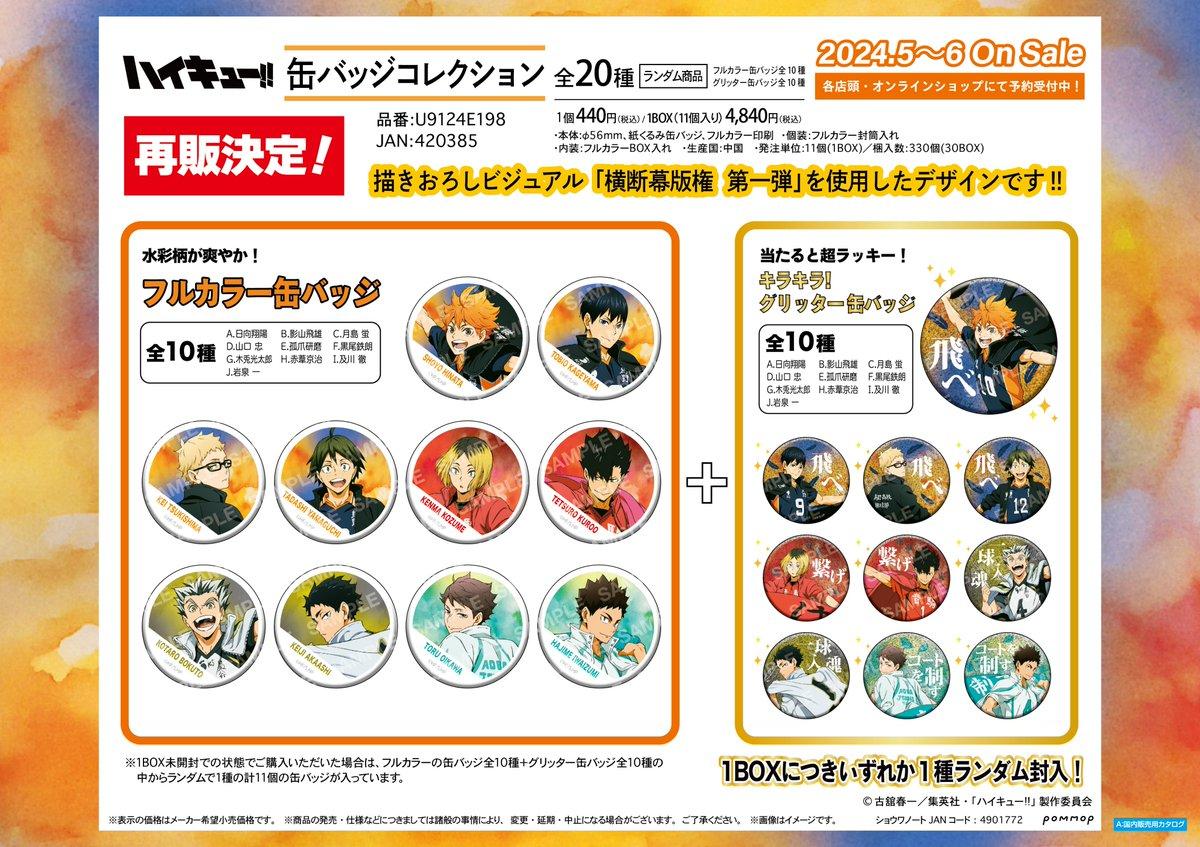 ハイキュー!! 缶バッジコレクション 全20種 ランダム商品
フルカラー缶バッジ全10種
グリッター缶バッジ全10種
2024.5〜6 On Sale
各店頭・オンラインショップにて予約受付中！
再販決定！
品番:U9124E198
JAN:420385
1個440円(税込)/1BOX(11個入り)4,840円(税込)
・本体:φ56mm、紙くるみ缶バッジ、フルカラー印刷 ・個装:フルカラー封筒入れ
・内装:フルカラーBOX入れ ・生産国:中国 ・発注単位:11個(1BOX)／梱入数:330個(30BOX)
描きおろしビジュアル「横断幕版権 第一弾」を使用したデザインです!!
水彩柄が爽やか！
フルカラー缶バッジ
全10種
A.日向翔陽 B.影山飛雄 C.月島 蛍
D.山口 忠 E.孤爪研磨 F.黒尾鉄朗
G.木兎光太郎 H.赤葦京治 I.及川 徹
J.岩泉 一
SHOYO HINATA
TOBIO KAGEYAMA
KEI TSUKISHIMA
TADASHI YAMAGUCHI
KENMA KOZUME
TETSURO KUROO
KOTARO BOKUTO
KEIJI AKAASHI
TORU OIKAWA
HAJIME IWAIZUMI
SAMPLE
+
当たると超ラッキー！
キラキラ！
グリッター缶バッジ
全10種
A.日向翔陽 B.影山飛雄 C.月島 蛍
D.山口 忠 E.孤爪研磨 F.黒尾鉄朗
G.木兎光太郎 H.赤葦京治 I.及川 徹
J.岩泉 一
飛べ
10
飛べ
9
飛べ
飛べ
12
繋げ
繋げ
1
一球入魂
4
一球入魂
コートを制す
コートを制す
※1BOX未開封での状態でご購入いただいた場合は、フルカラーの缶バッジ全10種+グリッター缶バッジ全10種の
中からランダムで1種の計11個の缶バッジが入っています。
1BOXにつきいずれか1種ランダム封入！
© 古舘春一／集英社・「ハイキュー!!」製作委員会
※表示の価格はメーカー希望小売価格です。 ※商品の発売・仕様などにつきましては諸般の事情により、変更・延期・中止になる場合がございます。ご了承ください。 ※画像はイメージです。
ショウワノート JANコード：4901772 POMMOP
A:国内販売用カタログ